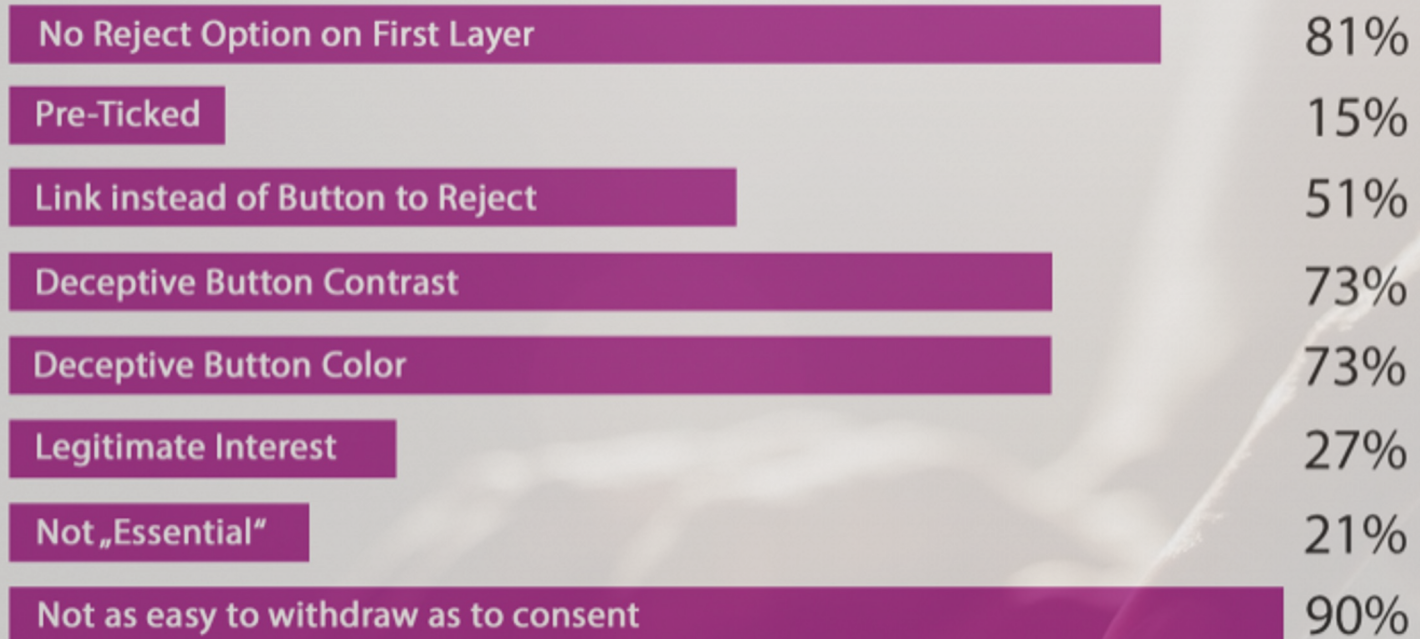 No Reject Option on First Layer 81%
Pre-Ticked 15%
Link instead of Button to Reject 51%
Deceptive Button Contrast 73%
Deceptive Button Color 73%
Legitimate Interest 27%
Not „Essential“ 21%
Not as easy to withdraw as to consent 90%